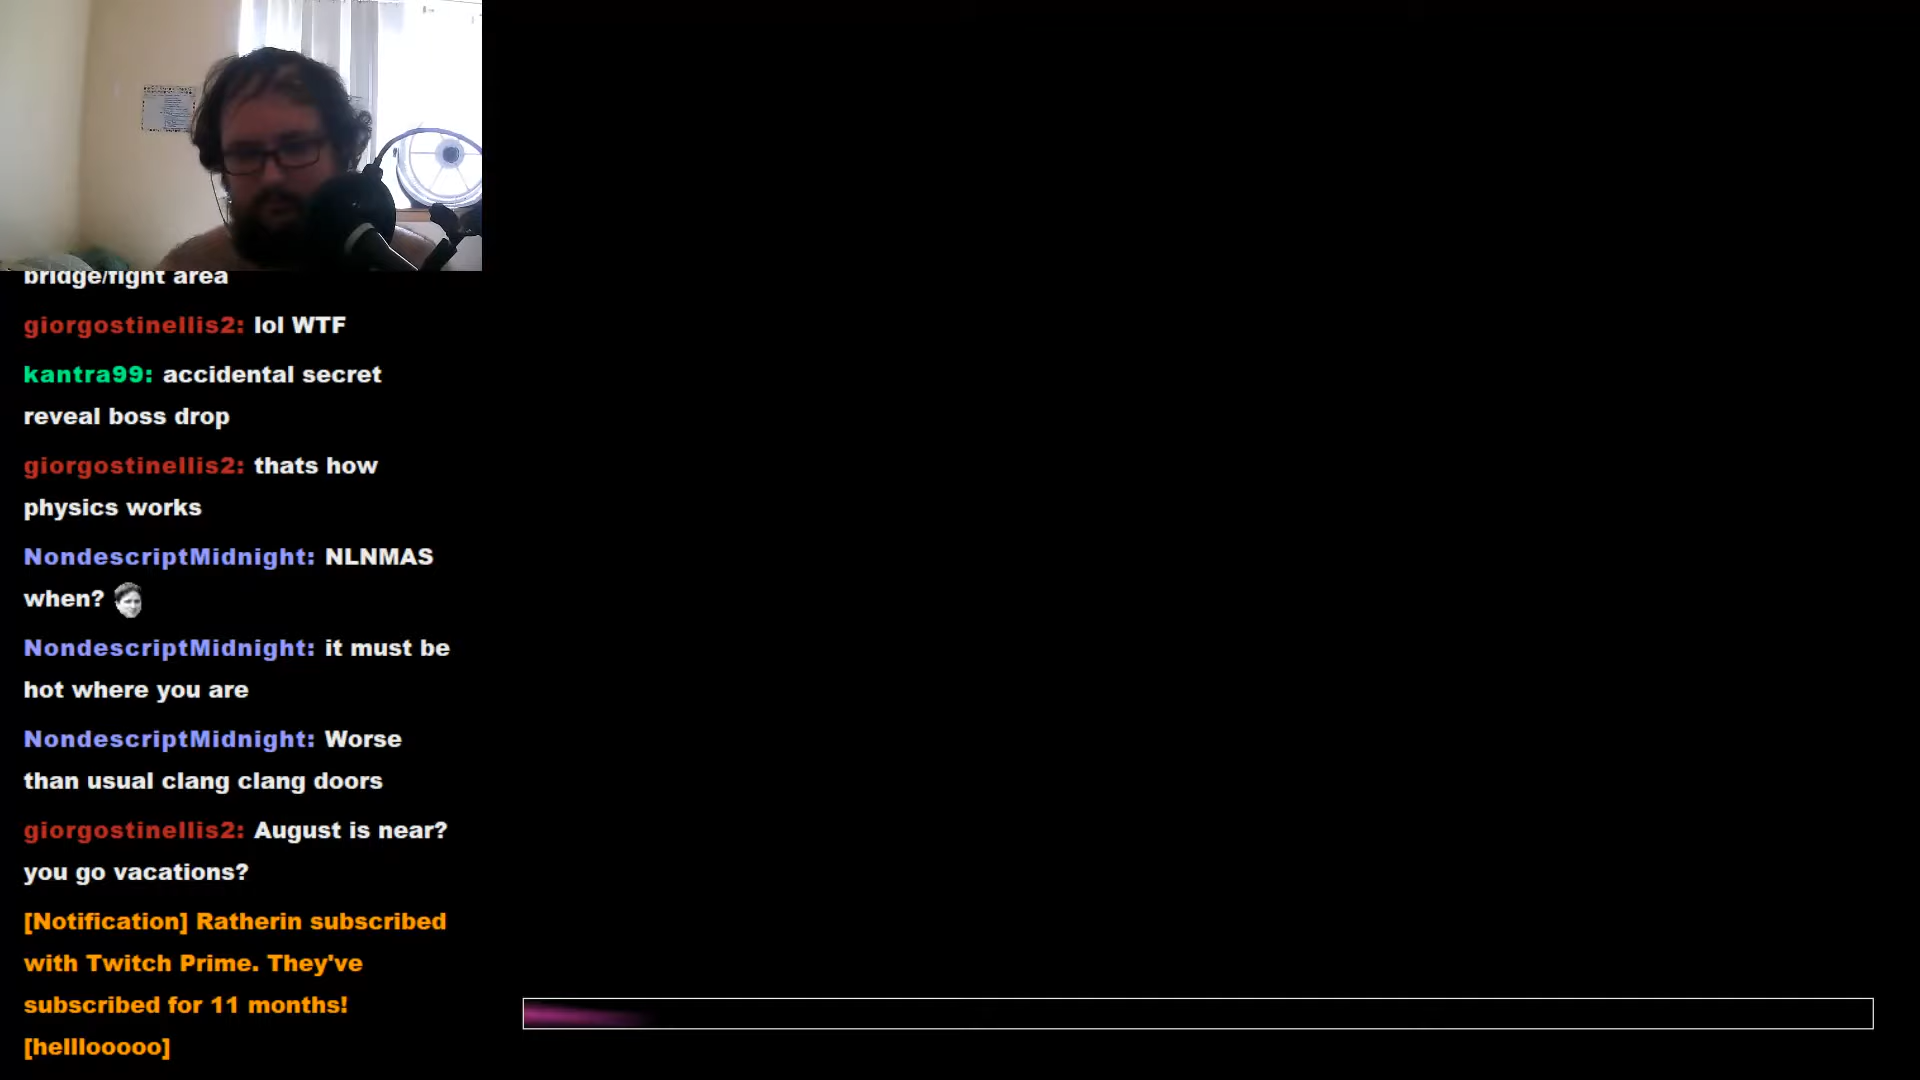 bridge/fight area
giorgostinellis2: lol WTF
kantra99: accidental secret
reveal boss drop
giorgostinellis2: thats how
physics works
NondescriptMidnight: NLNMAS
when?
NondescriptMidnight: it must be
hot where you are
NondescriptMidnight: Worse
than usual clang clang doors
giorgostinellis2: August is near?
you go vacations?
[Notification] Ratherin subscribed
with Twitch Prime. They've
subscribed for 11 months!
[helllooooo]